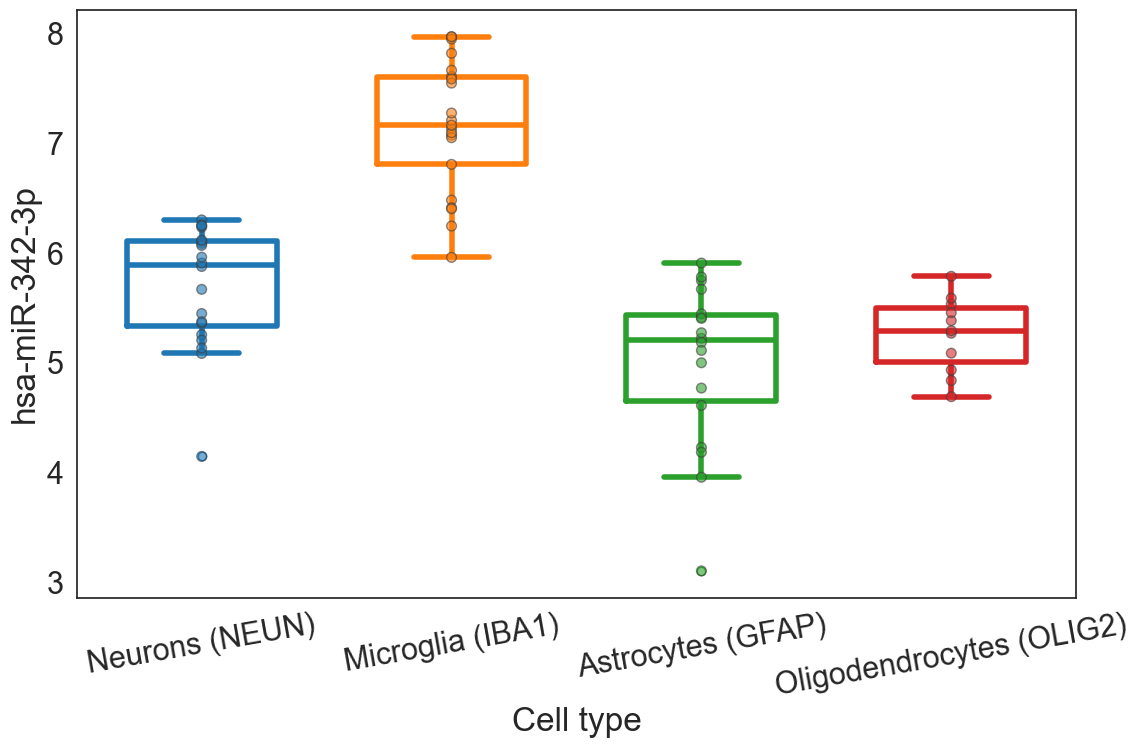 hsa-miR-342-3p
8
7
6
5
4
3
Neurons (NEUN)
Microglia (IBA1)
Astrocytes (GFAP)
Oligodendrocytes (OLIG2)
Cell type